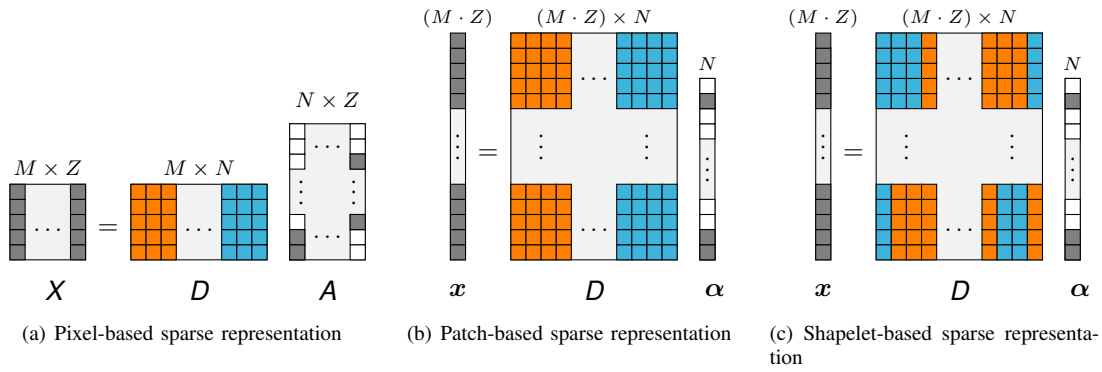 M × Z
=
M × N
N × Z
X
D
A
(a) Pixel-based sparse representation
(M · Z)
=
(M · Z) × N
N
x
D
α
(b) Patch-based sparse representation
(M · Z)
=
(M · Z) × N
N
x
D
α
(c) Shapelet-based sparse representa-
tion